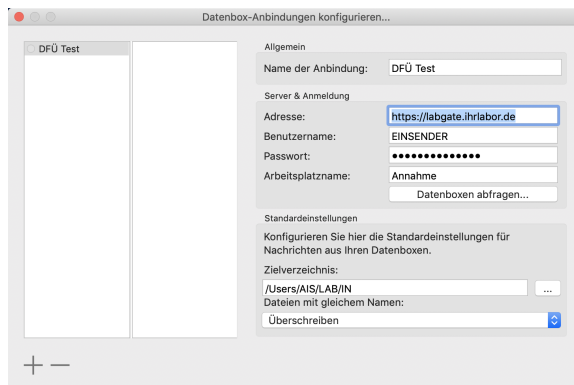 Datenbox-Anbindungen konfigurieren...
DFÜ Test
Allgemein
Name der Anbindung:
DFÜ Test
Server & Anmeldung
Adresse:
https://labgate.ihrlabor.de
Benutzername:
EINSENDER
Passwort:
●●●●●●●●●●●●●●
Arbeitsplatzname:
Annahme
Datenboxen abfragen...
Standardeinstellungen
Konfigurieren Sie hier die Standardeinstellungen für
Nachrichten aus Ihren Datenboxen.
Zielverzeichnis:
/Users/AIS/LAB/IN
...
Dateien mit gleichem Namen:
Überschreiben